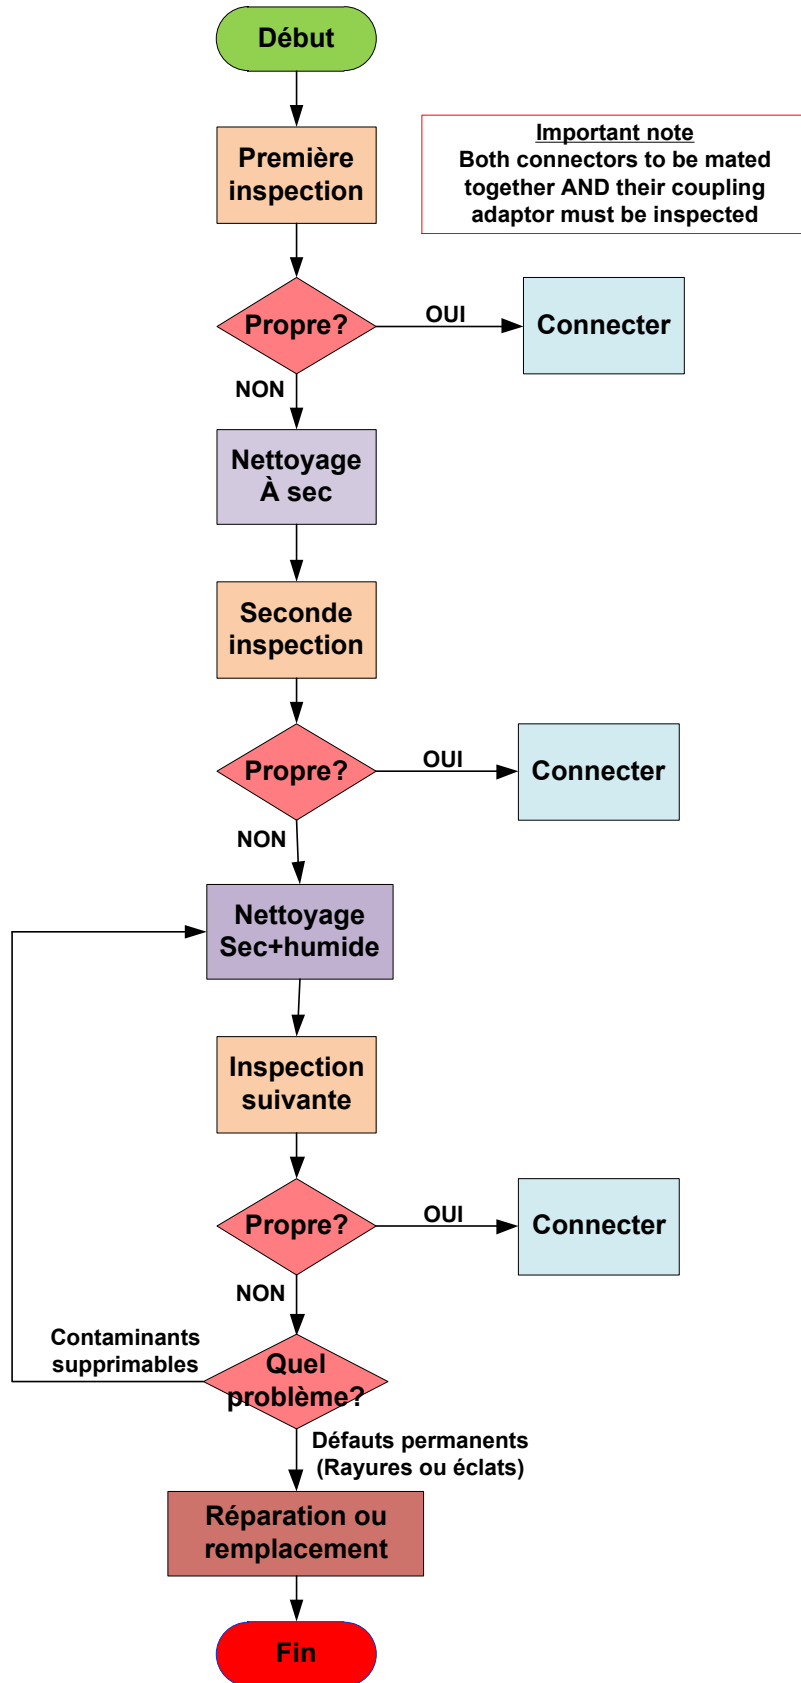 Début
Première
inspection
Important note
Both connectors to be mated
together AND their coupling
adaptor must be inspected
Propre?
OUI
Connecter
NON
Nettoyage
À sec
Seconde
inspection
Propre?
OUI
Connecter
NON
Nettoyage
Sec+humide
Inspection
suivante
Propre?
OUI
Connecter
NON
Contaminants
supprimables
Quel
problème?
Défauts permanents
(Rayures ou éclats)
Réparation ou
remplacement
Fin